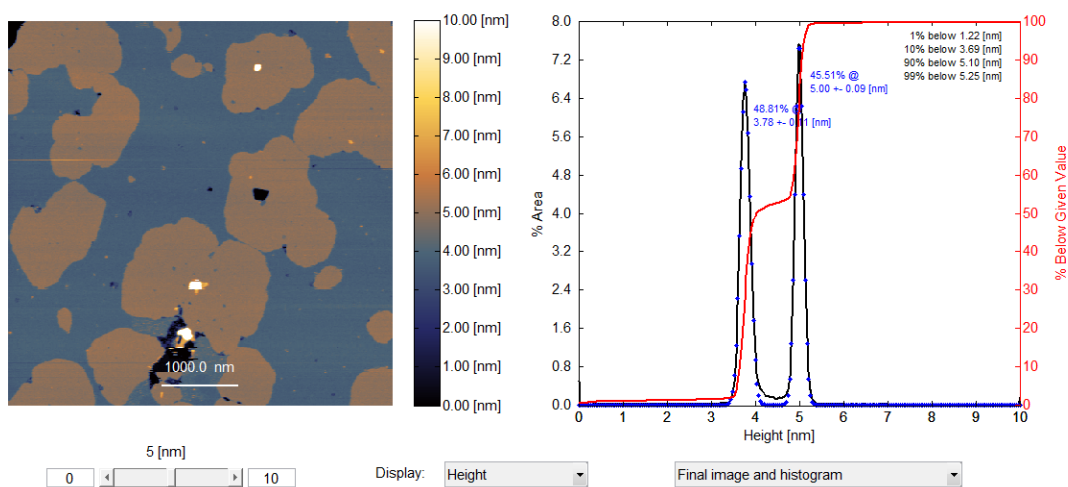 10.00 [nm]
9.00 [nm]
8.00 [nm]
7.00 [nm]
6.00 [nm]
5.00 [nm]
4.00 [nm]
3.00 [nm]
2.00 [nm]
1.00 [nm]
0.00 [nm]
1000.0 nm
8.0
7.2
6.4
5.6
4.8
4.0
3.2
2.4
1.6
0.8
0.0
% Area
1% below 1.22 [nm]
10% below 3.69 [nm]
90% below 5.10 [nm]
99% below 5.25 [nm]
45.51% @
5.00 +- 0.09 [nm]
48.81% @
3.78 +- 0.11 [nm]
100
90
80
70
60
50
40
30
20
10
0
% Below Given Value
0 1 2 3 4 5 6 7 8 9 10
Height [nm]
5 [nm]
0 10
Display: Height
Final image and histogram